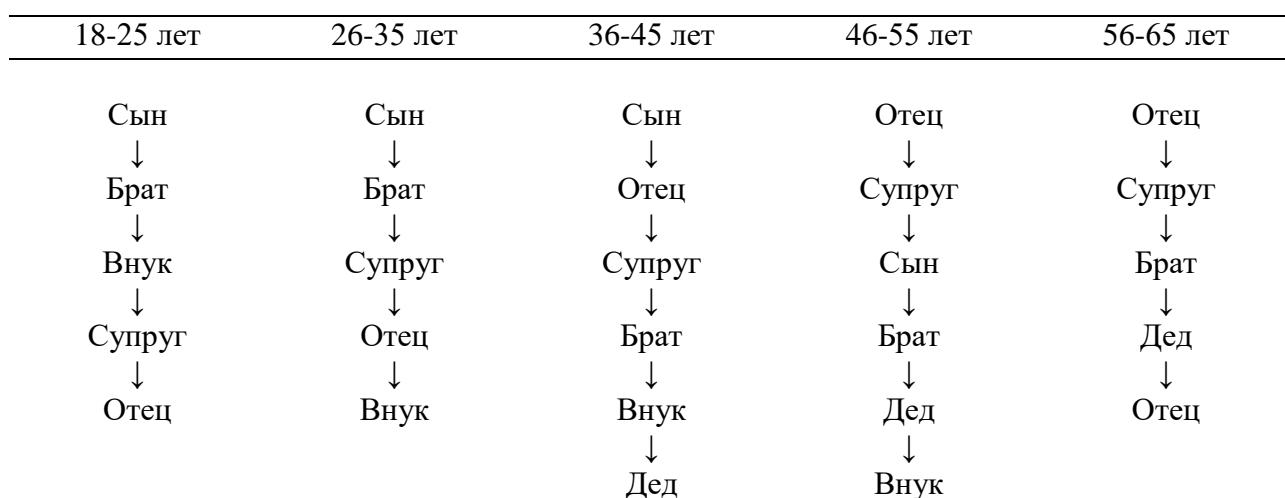 18-25 лет 26-35 лет 36-45 лет 46-55 лет 56-65 лет
Сын Сын Сын Отец Отец
↓ ↓ ↓ ↓ ↓
Брат Брат Отец Супруг Супруг
↓ ↓ ↓ ↓ ↓
Внук Супруг Супруг Сын Брат
↓ ↓ ↓ ↓ ↓
Супруг Отец Брат Брат Дед
↓ ↓ ↓ ↓ ↓
Отец Внук Внук Дед Отец
↓ ↓
Дед Внук